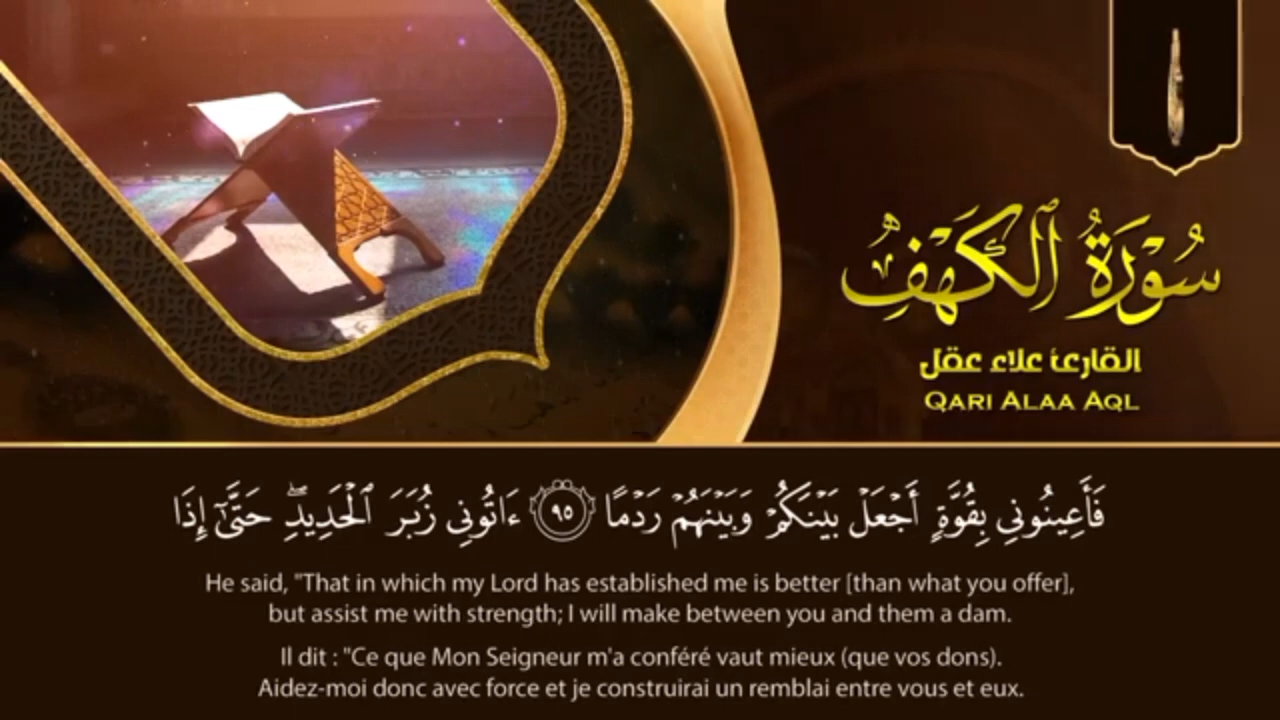 سُورَةُ ٱلْكَهْفِ
القارئ علاء عقل
QARI ALAA AQL
فَأَعِينُونِي بِقُوَّةٍ أَجْعَلْ بَيْنَكُمْ وَبَيْنَهُمْ رَدْمًا ٩٥ ءَاتُونِي زُبَرَ ٱلْحَدِيدِۖ حَتَّىٰٓ إِذَا
He said, "That in which my Lord has established me is better [than what you offer],
but assist me with strength; I will make between you and them a dam.
Il dit : "Ce que Mon Seigneur m'a conféré vaut mieux (que vos dons).
Aidez-moi donc avec force et je construirai un remblai entre vous et eux.